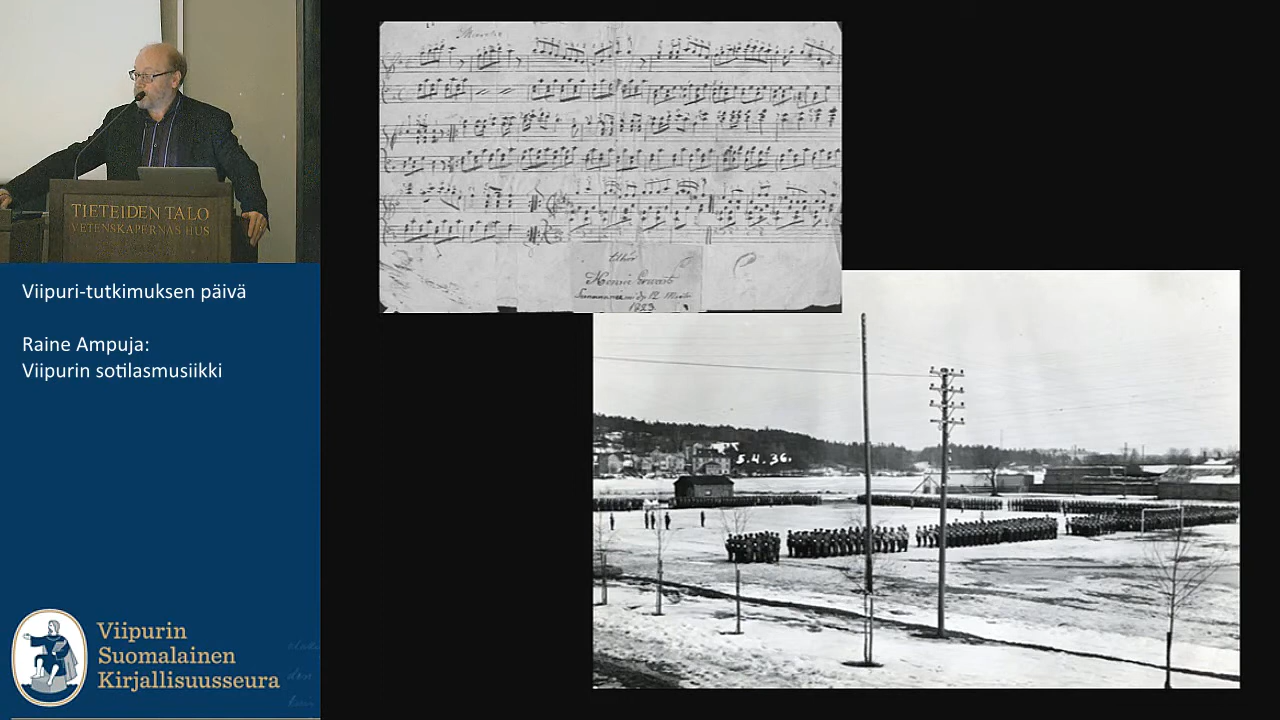 TIETEIDEN TALO
VETENSKAPERNAS HUS
Viipuri-tutkimuksen päivä
Raine Ampuja:
Viipurin sotilasmusiikki
Viipurin
Suomalainen
Kirjallisuusseura
5.4.36.